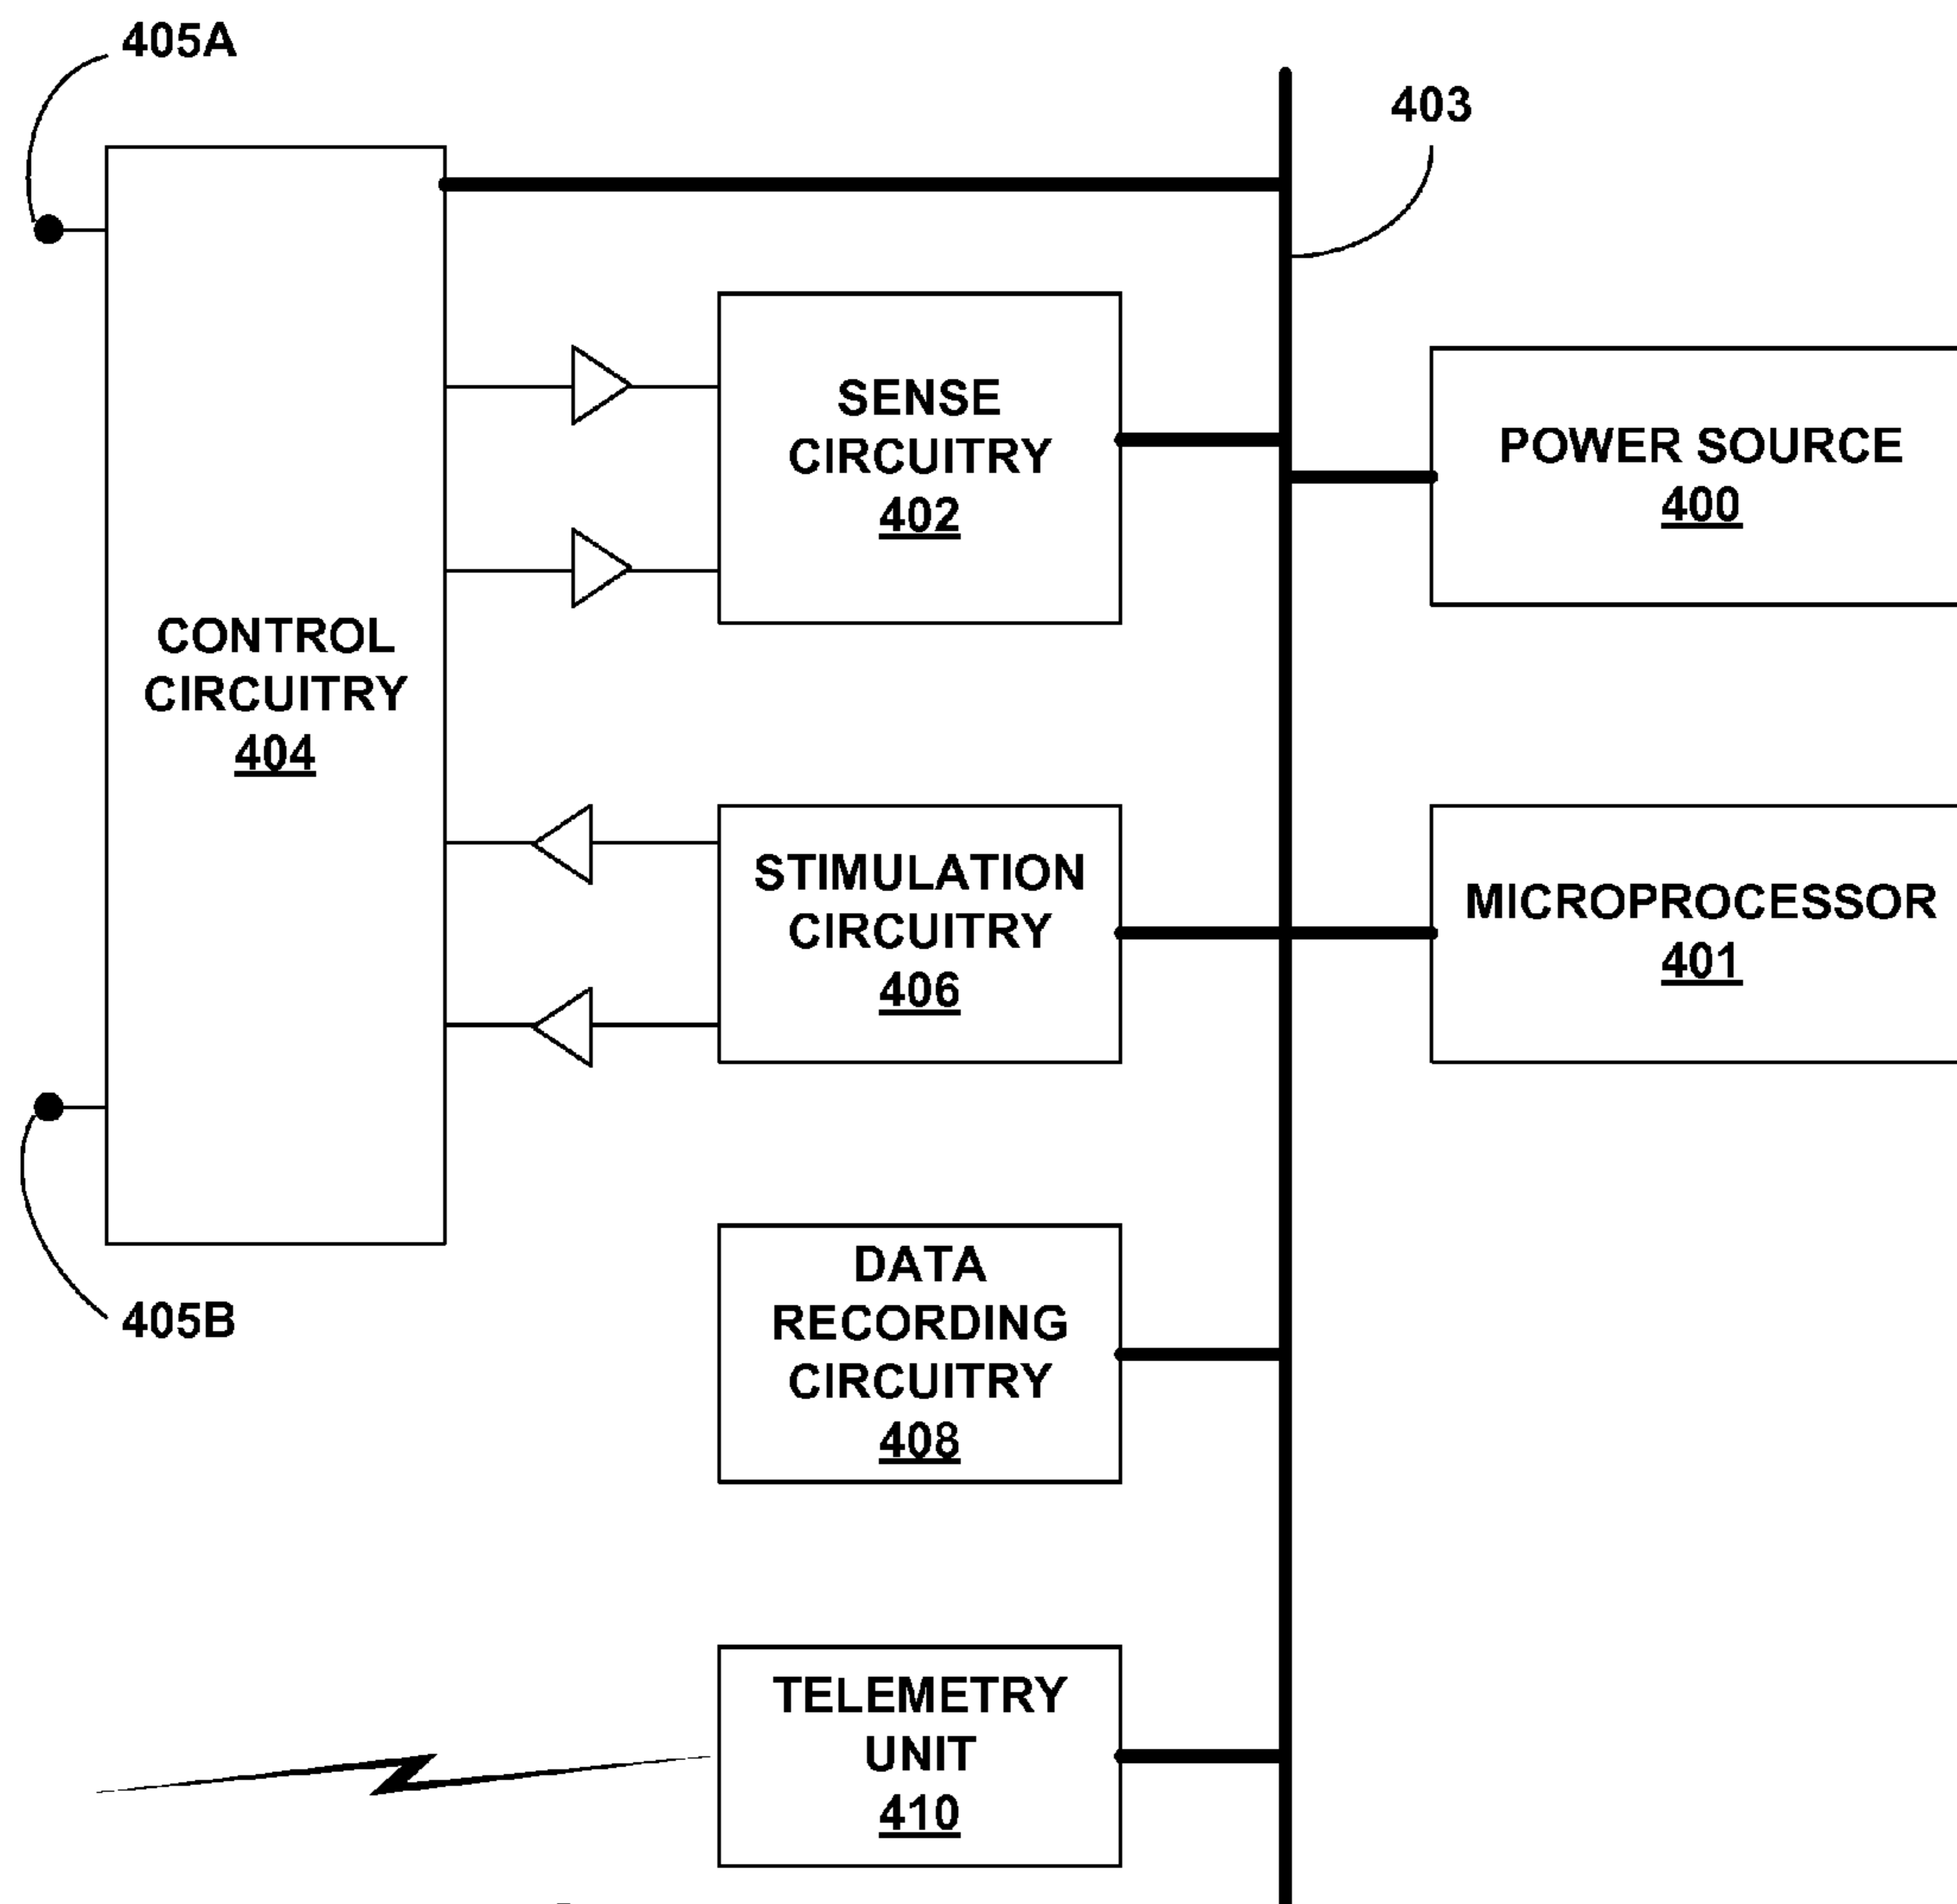 405A
403
SENSE
CIRCUITRY
402
POWER SOURCE
400
CONTROL
CIRCUITRY
404
STIMULATION
CIRCUITRY
406
MICROPROCESSOR
401
DATA
RECORDING
CIRCUITRY
408
405B
TELEMETRY
UNIT
410